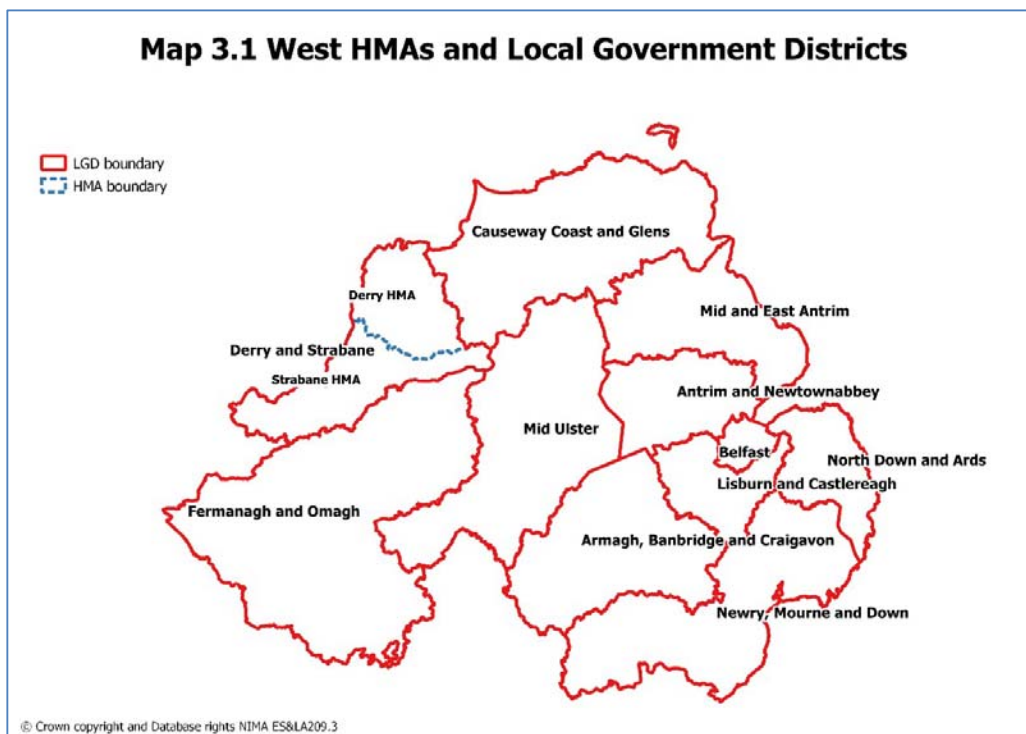 Map 3.1 West HMAs and Local Government Districts
LGD boundary
HMA boundary
Causeway Coast and Glens
Derry HMA
Mid and East Antrim
Derry and Strabane
Strabane HMA
Antrim and Newtownabbey
Mid Ulster
Belfast
North Down and Ards
Lisburn and Castlereagh
Fermanagh and Omagh
Armagh, Banbridge and Craigavon
Newry, Mourne and Down
© Crown copyright and Database rights NIMA ES&LA209.3